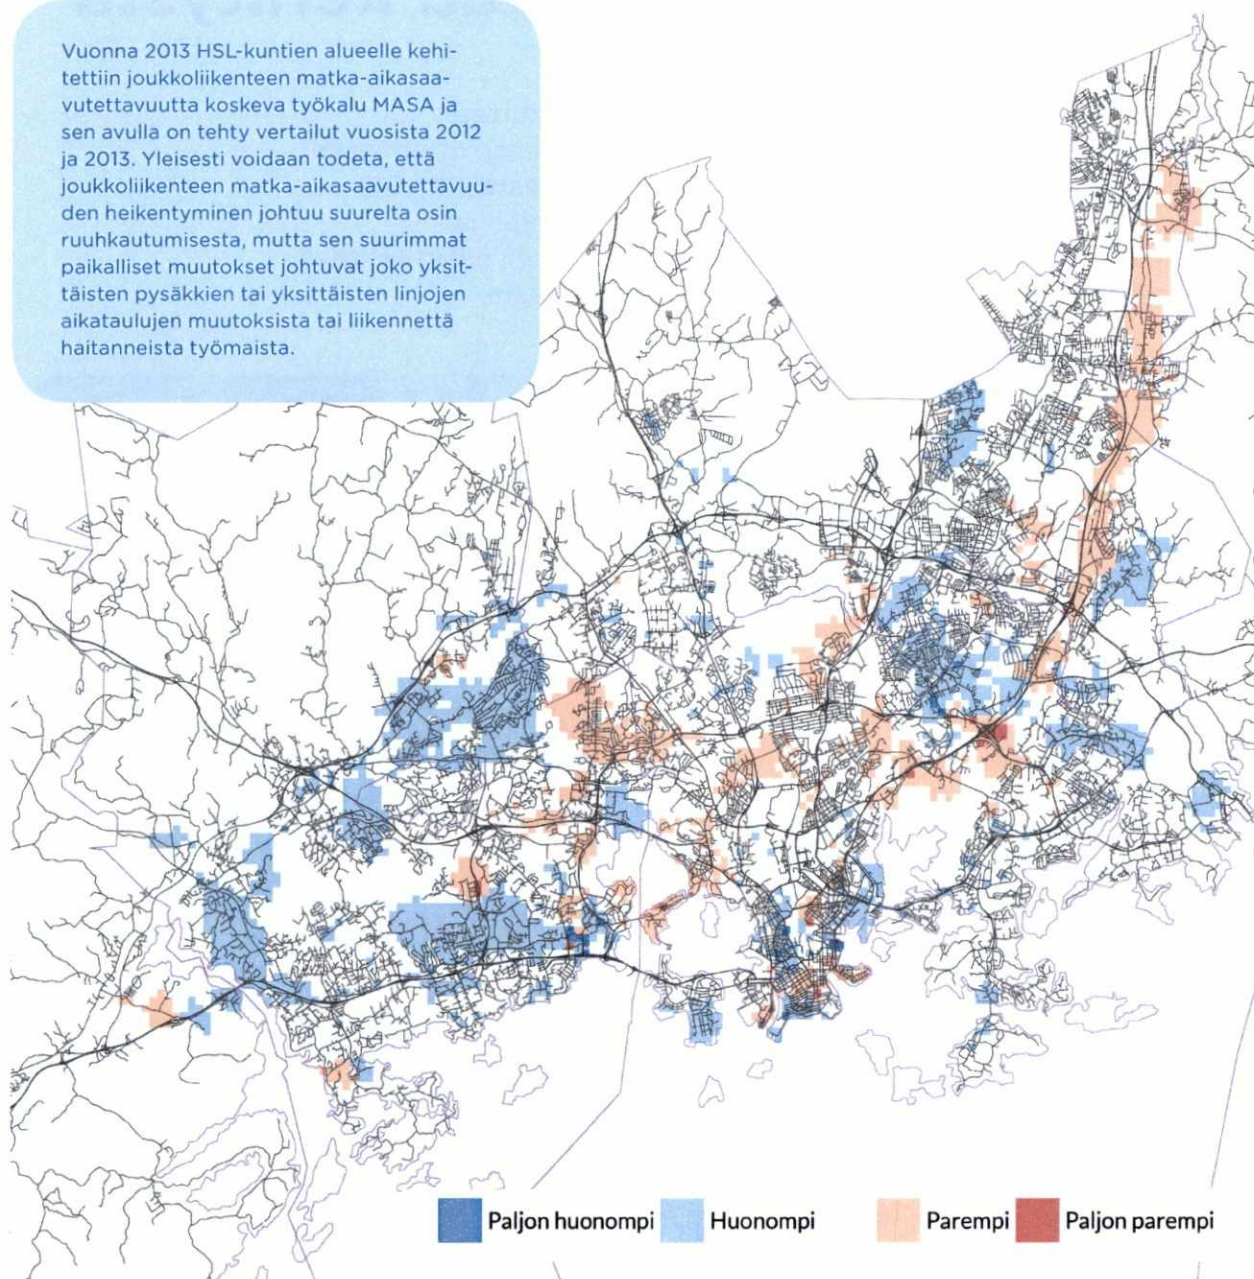 Vuonna 2013 HSL-kuntien alueelle kehi-
tettiin joukkoliikenteen matka-aikasaa-
vutettavuutta koskeva työkalu MASA ja
sen avulla on tehty vertailut vuosista 2012
ja 2013. Yleisesti voidaan todeta, että
joukkoliikenteen matka-aikasaavutettavuu-
den heikentyminen johtuu suurelta osin
ruuhkautumisesta, mutta sen suurimmat
paikalliset muutokset johtuvat joko yksit-
täisten pysäkkien tai yksittäisten linjojen
aikataulujen muutoksista tai liikennettä
haitanneista työmaista.
Paljon huonompi
Huonompi
Parempi
Paljon parempi